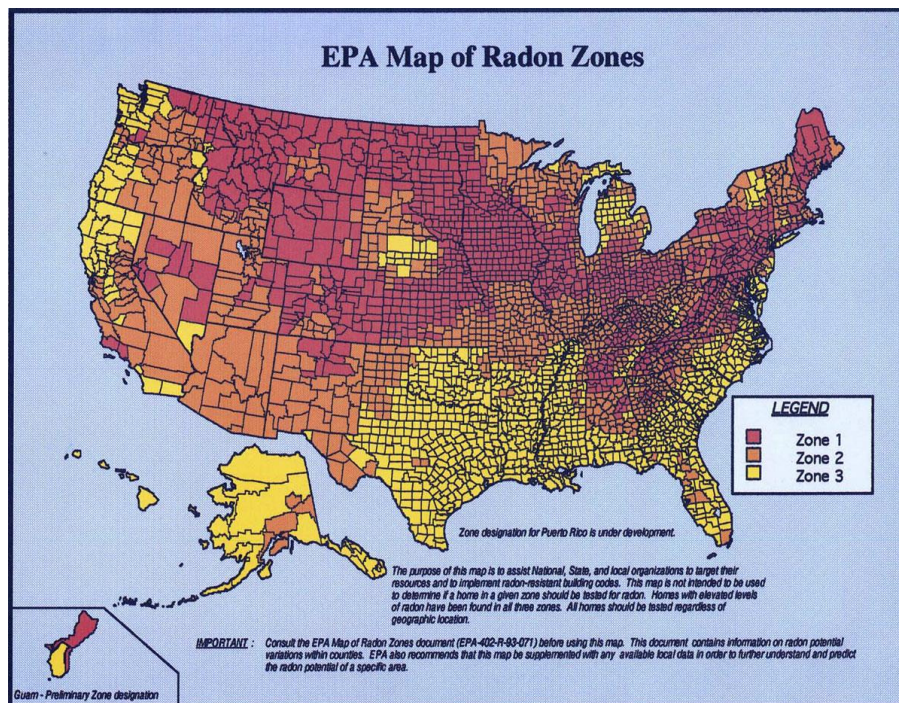 EPA Map of Radon Zones
LEGEND
Zone 1
Zone 2
Zone 3
Zone designation for Puerto Rico is under development.
The purpose of this map is to assist National, State, and local organizations to target their
resources and to implement radon-resistant building codes. This map is not intended to be used
to determine if a home in a given zone should be tested for radon. Homes with elevated levels
of radon have been found in all three zones. All homes should be tested regardless of
geographic location.
IMPORTANT : Consult the EPA Map of Radon Zones document (EPA-402-R-93-071) before using this map. This document contains information on radon potential
variations within counties. EPA also recommends that this map be supplemented with any available local data in order to further understand and predict
the radon potential of a specific area.
Guam - Preliminary Zone designation